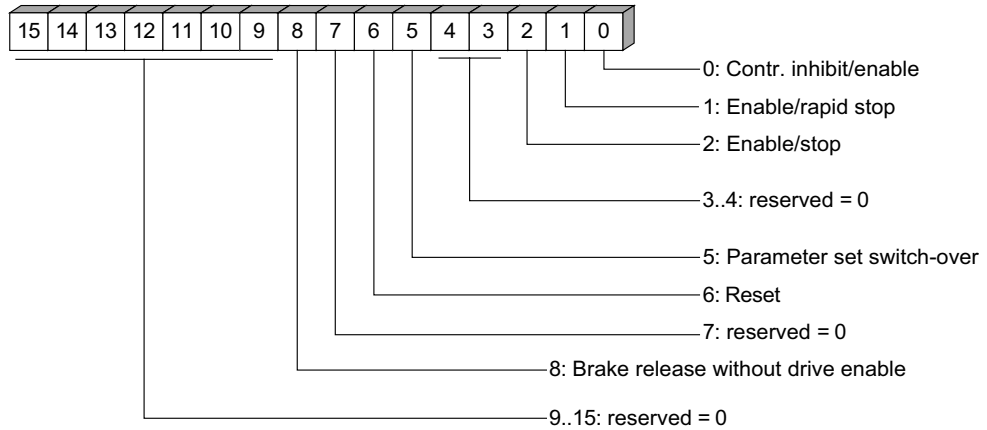 15 14 13 12 11 10 9 8 7 6 5 4 3 2 1 0
0: Contr. inhibit/enable
1: Enable/rapid stop
2: Enable/stop
3..4: reserved = 0
5: Parameter set switch-over
6: Reset
7: reserved = 0
8: Brake release without drive enable
9..15: reserved = 0